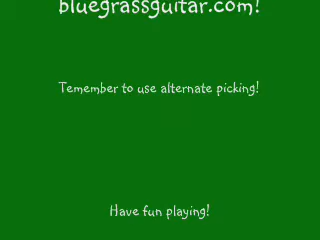 bluegrassguitar.com!
Temember to use alternate picking!
Have fun playing!